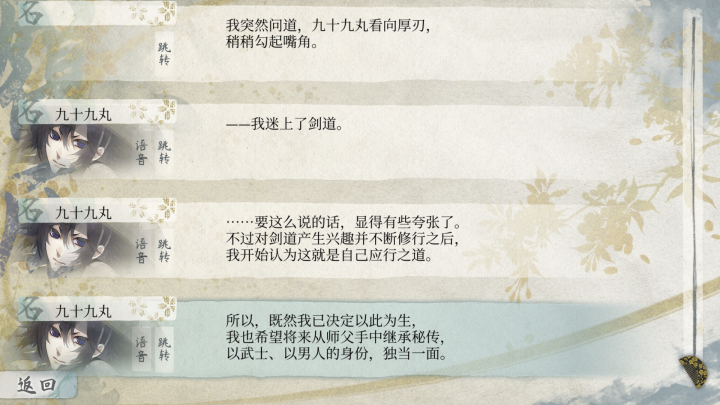 名
我突然问道，九十九丸看向厚刃，
稍稍勾起嘴角。
跳转
名
九十九丸
语音
跳转
——我迷上了剑道。
名
九十九丸
语音
跳转
……要这么说的话，显得有些夸张了。
不过对剑道产生兴趣并不断修行之后，
我开始认为这就是自己应行之道。
名
九十九丸
语音
跳转
所以，既然我已决定以此为生，
我也希望将来从师父手中继承秘传，
以武士、以男人的身份，独当一面。
返回